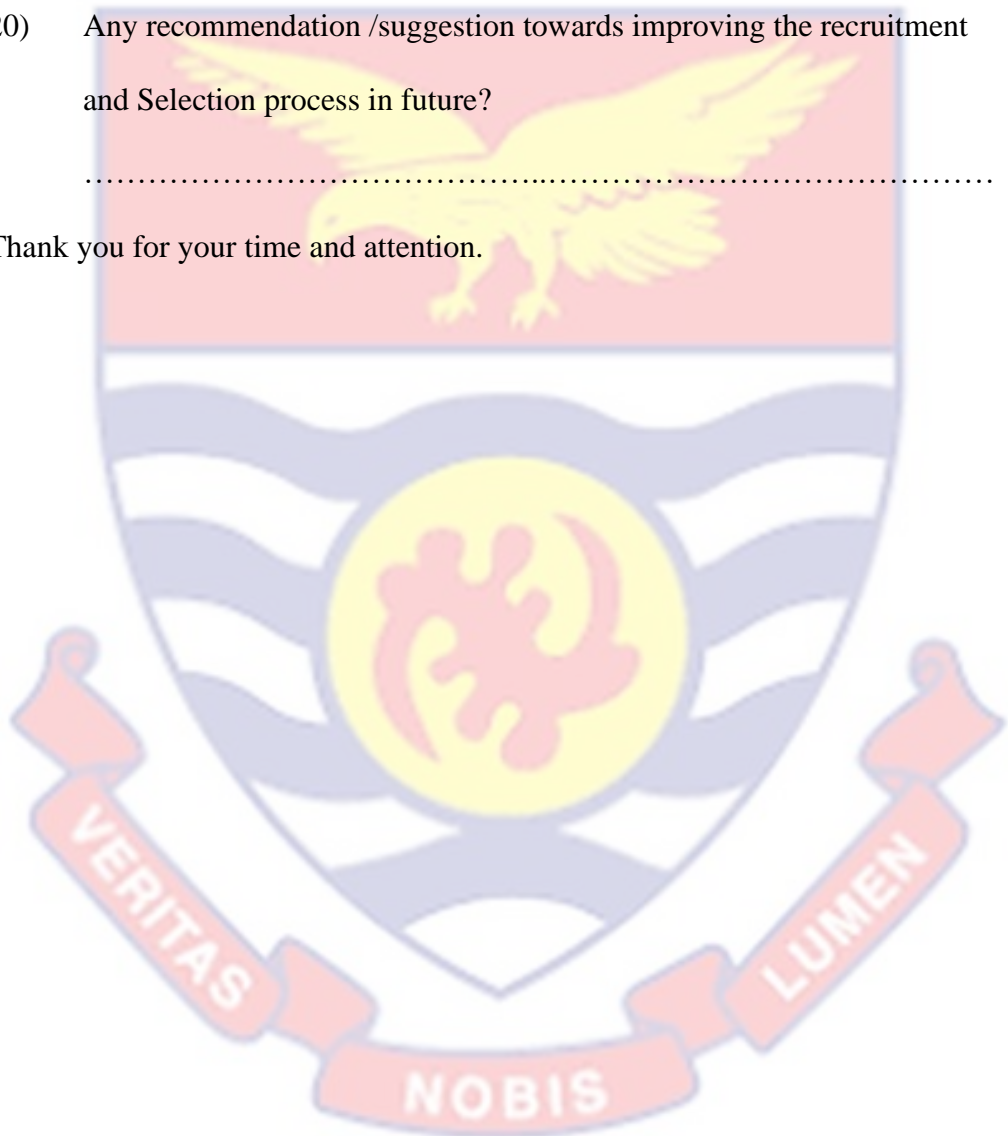 20) Any recommendation /suggestion towards improving the recruitment
and Selection process in future?
………………………………………..……………………………………
Thank you for your time and attention.
VERITAS
NOBIS
LUMEN